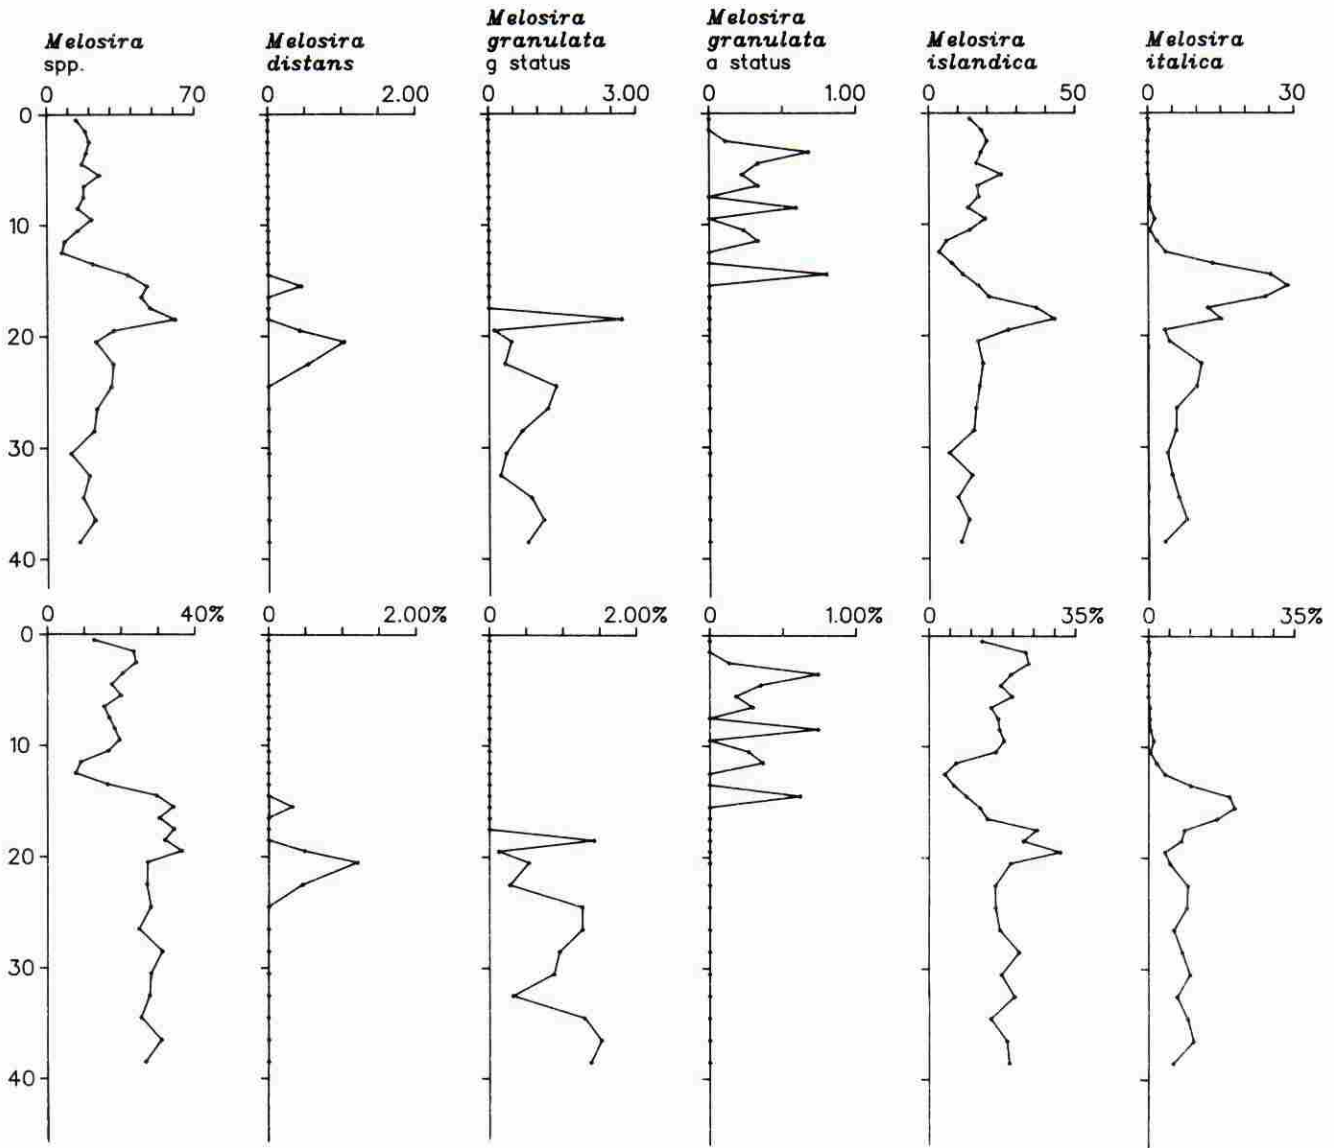 Melosira
spp.
Melosira
distans
Melosira
granulata
g status
Melosira
granulata
a status
Melosira
islandica
Melosira
italica
0 70 0 2.00 0 3.00 0 1.00 0 50 0 30
0
10
20
30
40
0 40% 0 2.00% 0 2.00% 0 1.00% 0 35% 0 35%
0
10
20
30
40